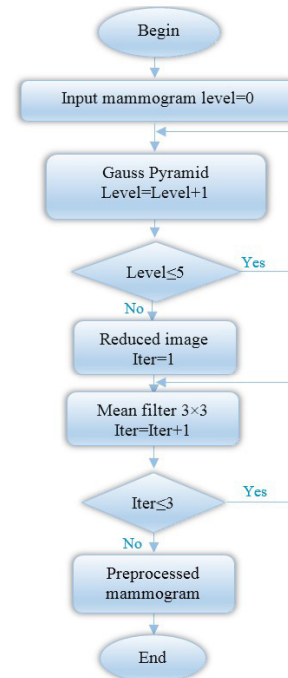 Begin
Input mammogram level=0
Gauss Pyramid
Level=Level+1
Level≤5
Yes
No
Reduced image
Iter=1
Mean filter 3×3
Iter=Iter+1
Iter≤3
Yes
No
Preprocessed
mammogram
End